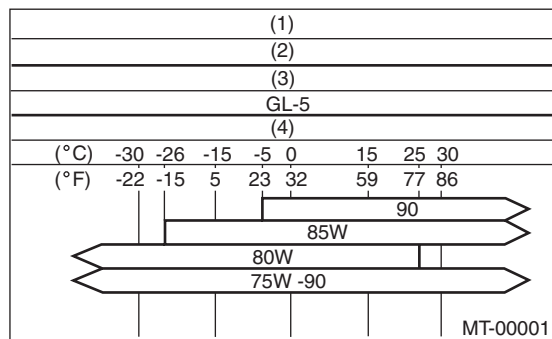 (1)
(2)
(3)
GL-5
(4)
(°C) -30 -26 -15 -5 0 15 25 30
(°F) -22 -15 5 23 32 59 77 86
90
85W
80W
75W -90
MT-00001